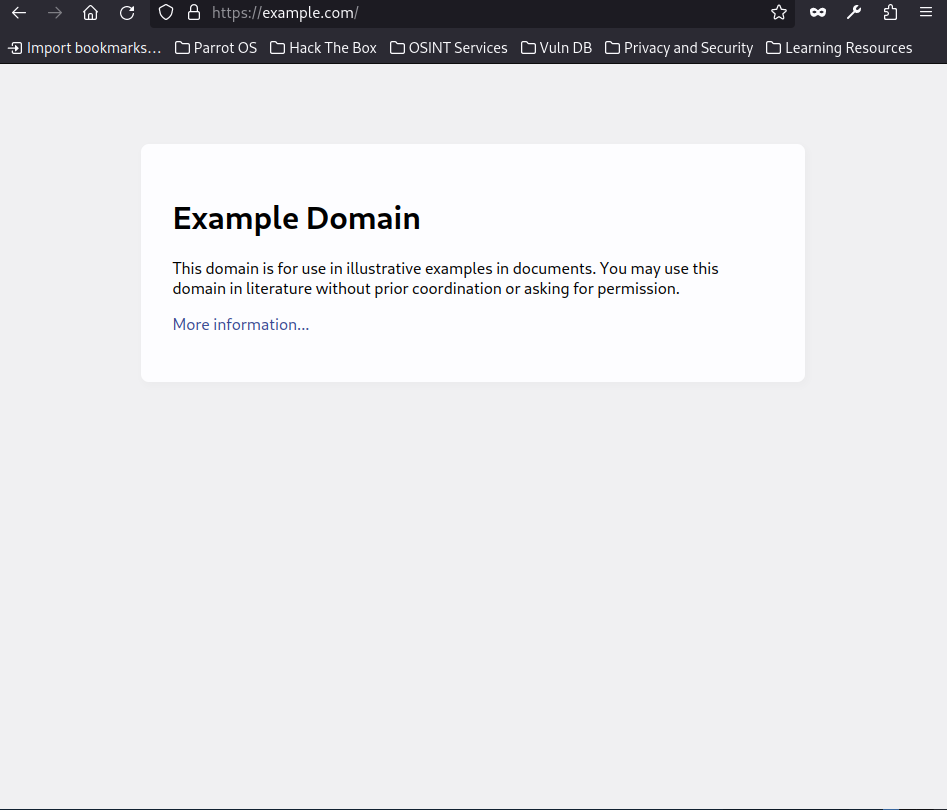 https://example.com/
Import bookmarks... Parrot OS Hack The Box OSINT Services Vuln DB Privacy and Security Learning Resources
Example Domain
This domain is for use in illustrative examples in documents. You may use this
domain in literature without prior coordination or asking for permission.
More information...